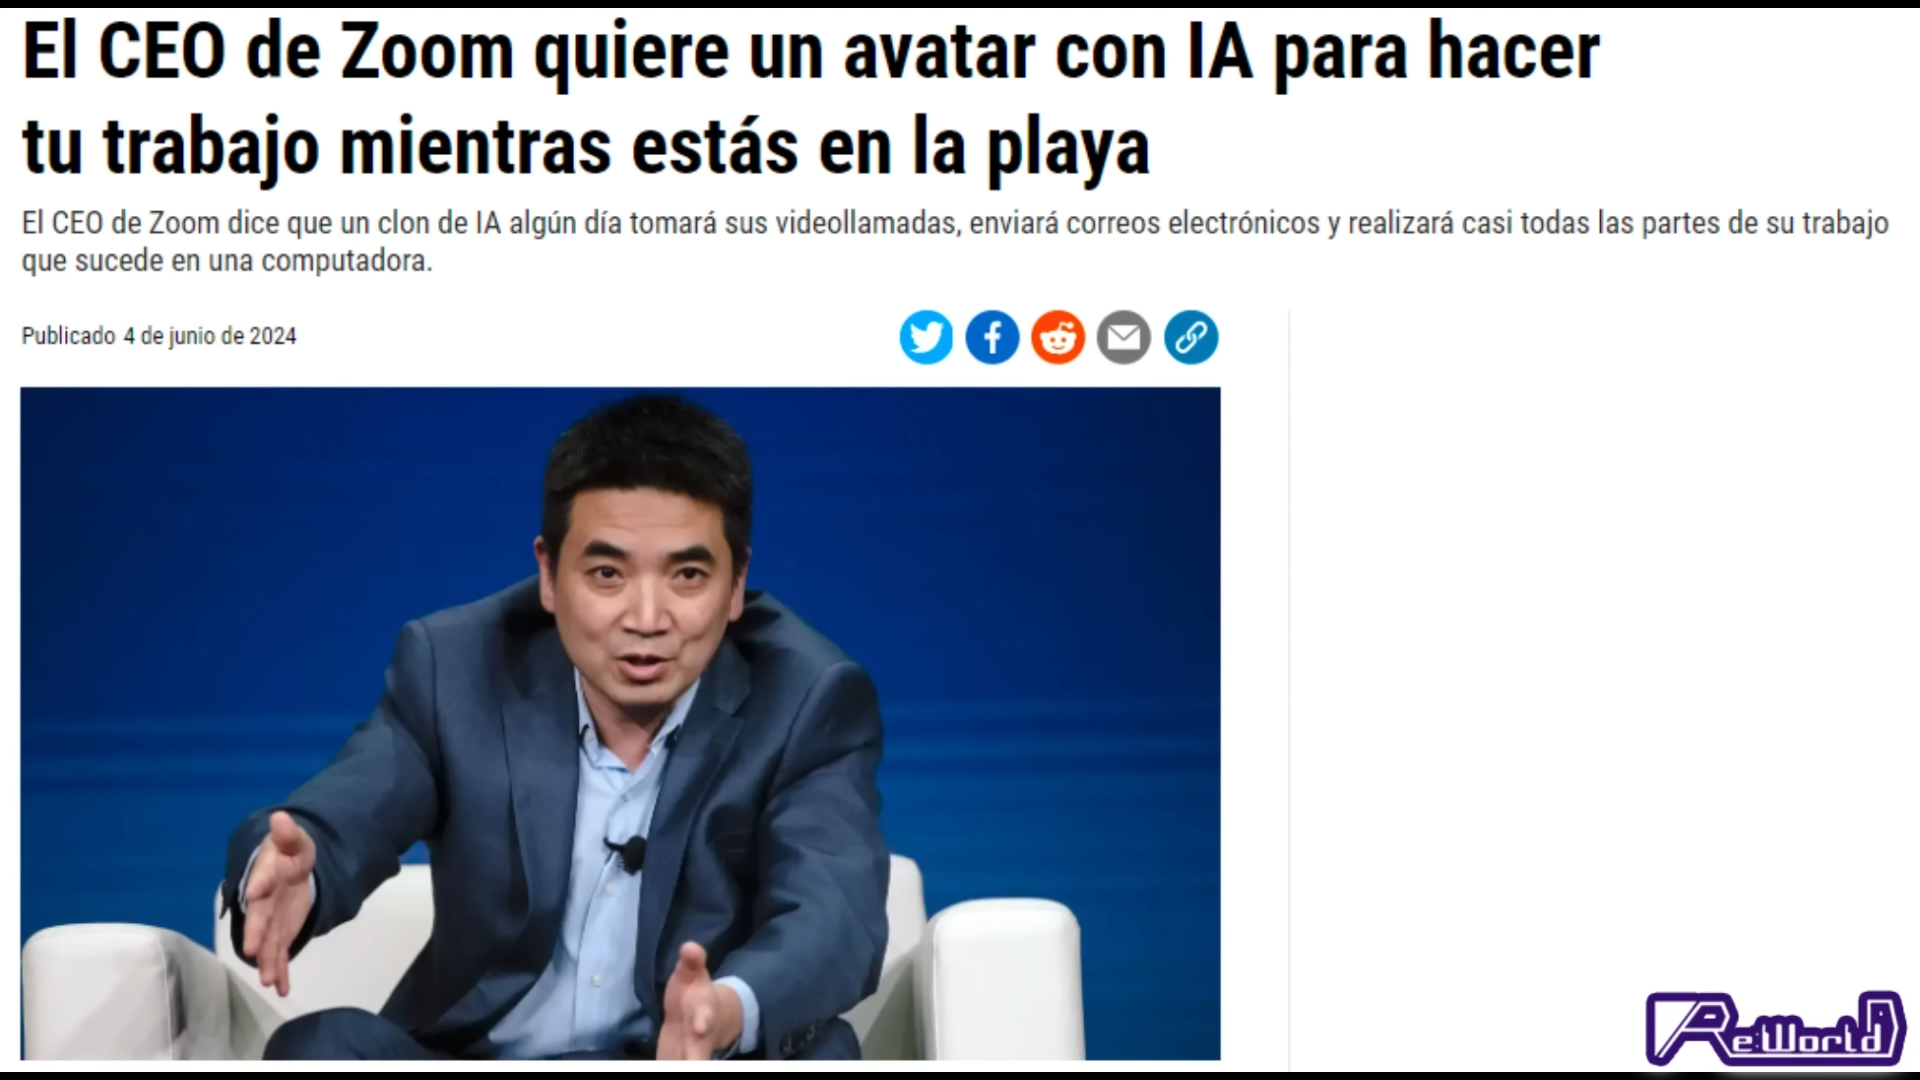 El CEO de Zoom quiere un avatar con IA para hacer
tu trabajo mientras estás en la playa
El CEO de Zoom dice que un clon de IA algún día tomará sus videollamadas, enviará correos electrónicos y realizará casi todas las partes de su trabajo
que sucede en una computadora.
Publicado 4 de junio de 2024
Re:World